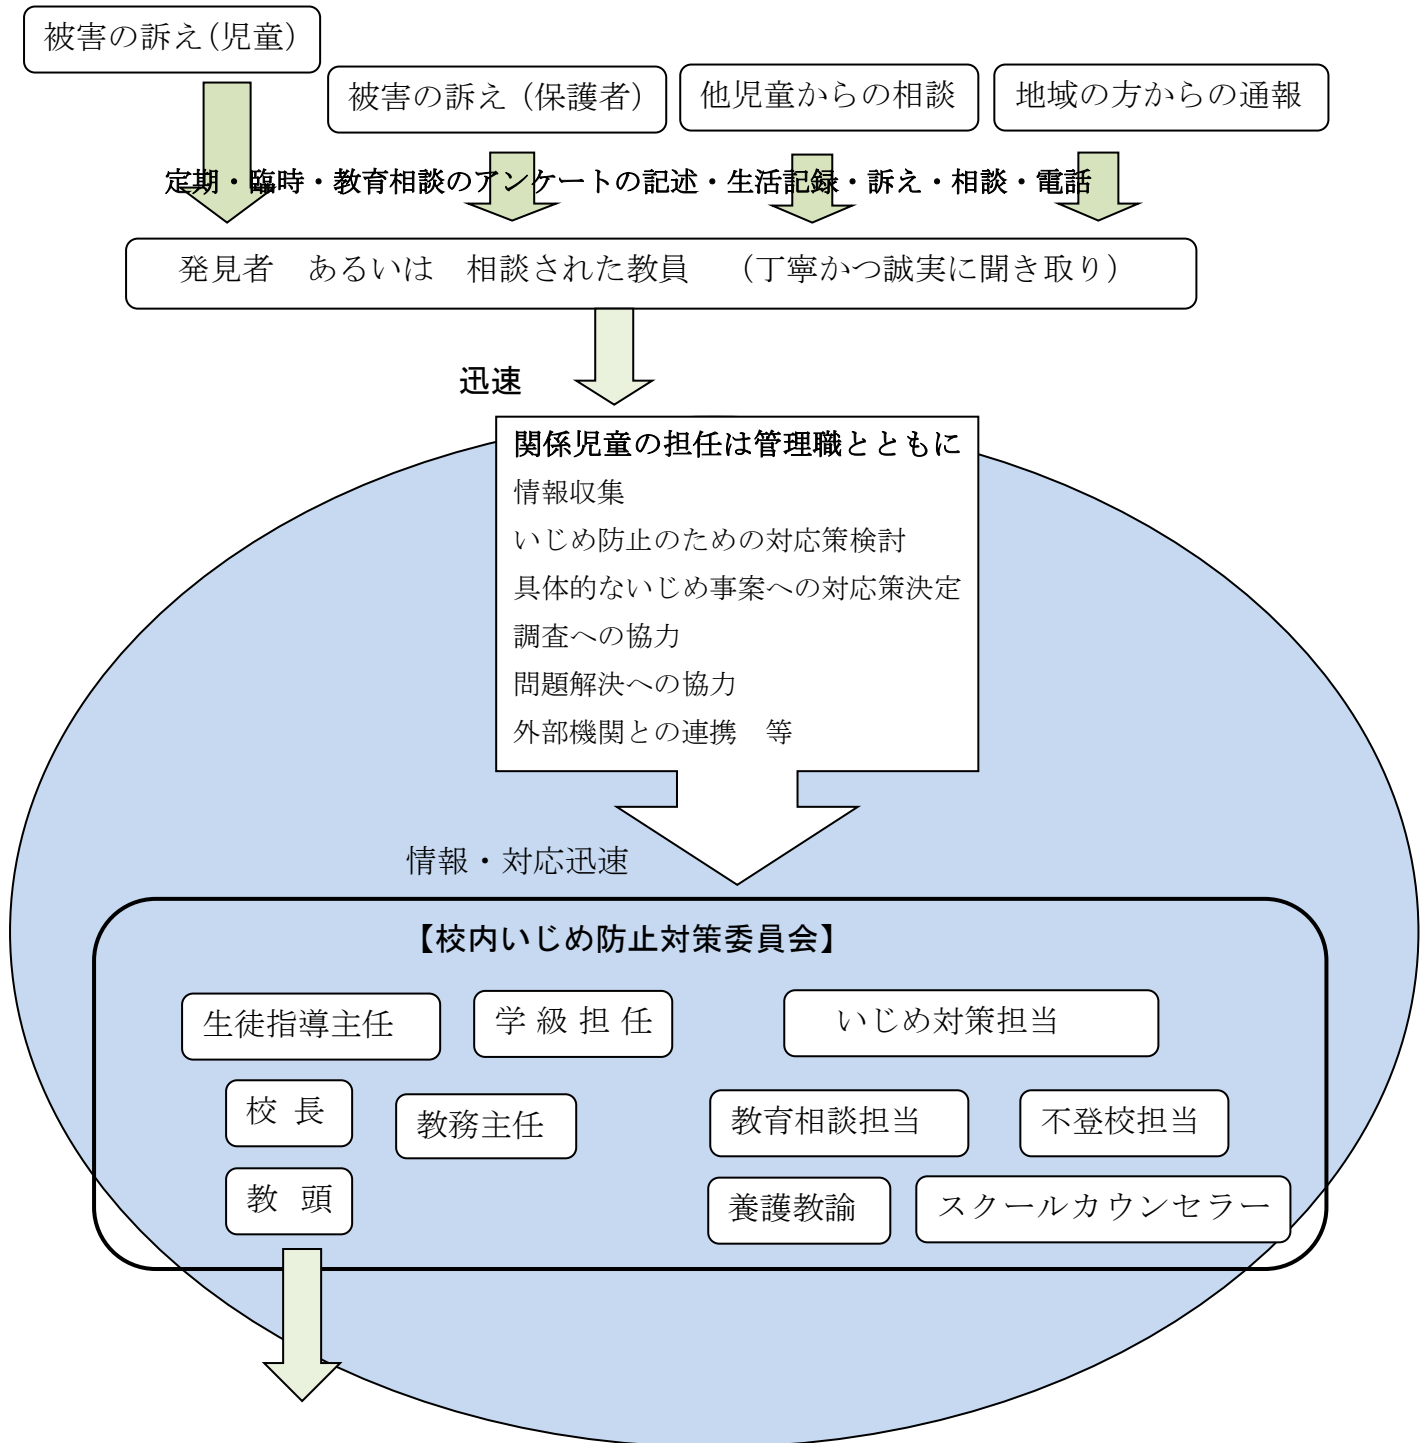 被害の訴え（児童）
被害の訴え（保護者）
他児童からの相談
地域の方からの通報
定期・臨時・教育相談のアンケートの記述・生活記録・訴え・相談・電話
発見者　あるいは　相談された教員　（丁寧かつ誠実に聞き取り）
迅速
関係児童の担任は管理職とともに
情報収集
いじめ防止のための対応策検討
具体的ないじめ事案への対応策決定
調査への協力
問題解決への協力
外部機関との連携　等
情報・対応迅速
【校内いじめ防止対策委員会】
生徒指導主任
学 級 担 任
いじめ対策担当
校 長
教務主任
教育相談担当
不登校担当
教 頭
養護教諭
スクールカウンセラー